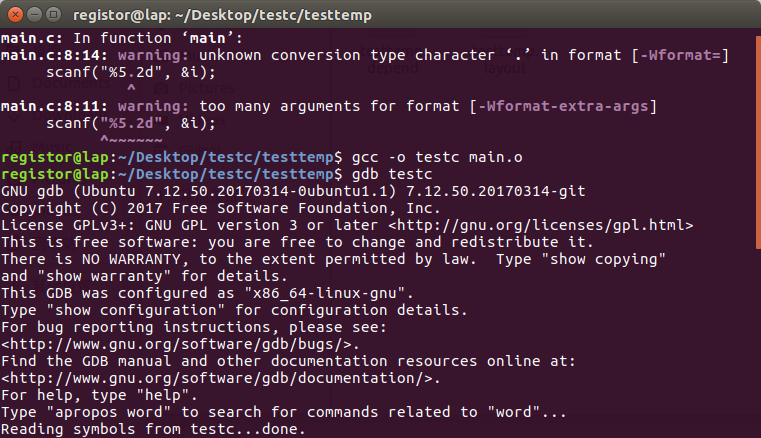 registor@lap: ~/Desktop/testc/testtemp
main.c: In function ‘main’:
main.c:8:14: warning: unknown conversion type character ‘.’ in format [-Wformat=]
     scanf("%5.2d", &i);
               ^
main.c:8:11: warning: too many arguments for format [-Wformat-extra-args]
     scanf("%5.2d", &i);
           ^~~~~~~
registor@lap:~/Desktop/testc/testtemp$ gcc -o testc main.o
registor@lap:~/Desktop/testc/testtemp$ gdb testc
GNU gdb (Ubuntu 7.12.50.20170314-0ubuntu1.1) 7.12.50.20170314-git
Copyright (C) 2017 Free Software Foundation, Inc.
License GPLv3+: GNU GPL version 3 or later <http://gnu.org/licenses/gpl.html>
This is free software: you are free to change and redistribute it.
There is NO WARRANTY, to the extent permitted by law.  Type "show copying"
and "show warranty" for details.
This GDB was configured as "x86_64-linux-gnu".
Type "show configuration" for configuration details.
For bug reporting instructions, please see:
<http://www.gnu.org/software/gdb/bugs/>.
Find the GDB manual and other documentation resources online at:
<http://www.gnu.org/software/gdb/documentation/>.
For help, type "help".
Type "apropos word" to search for commands related to "word"...
Reading symbols from testc...done.